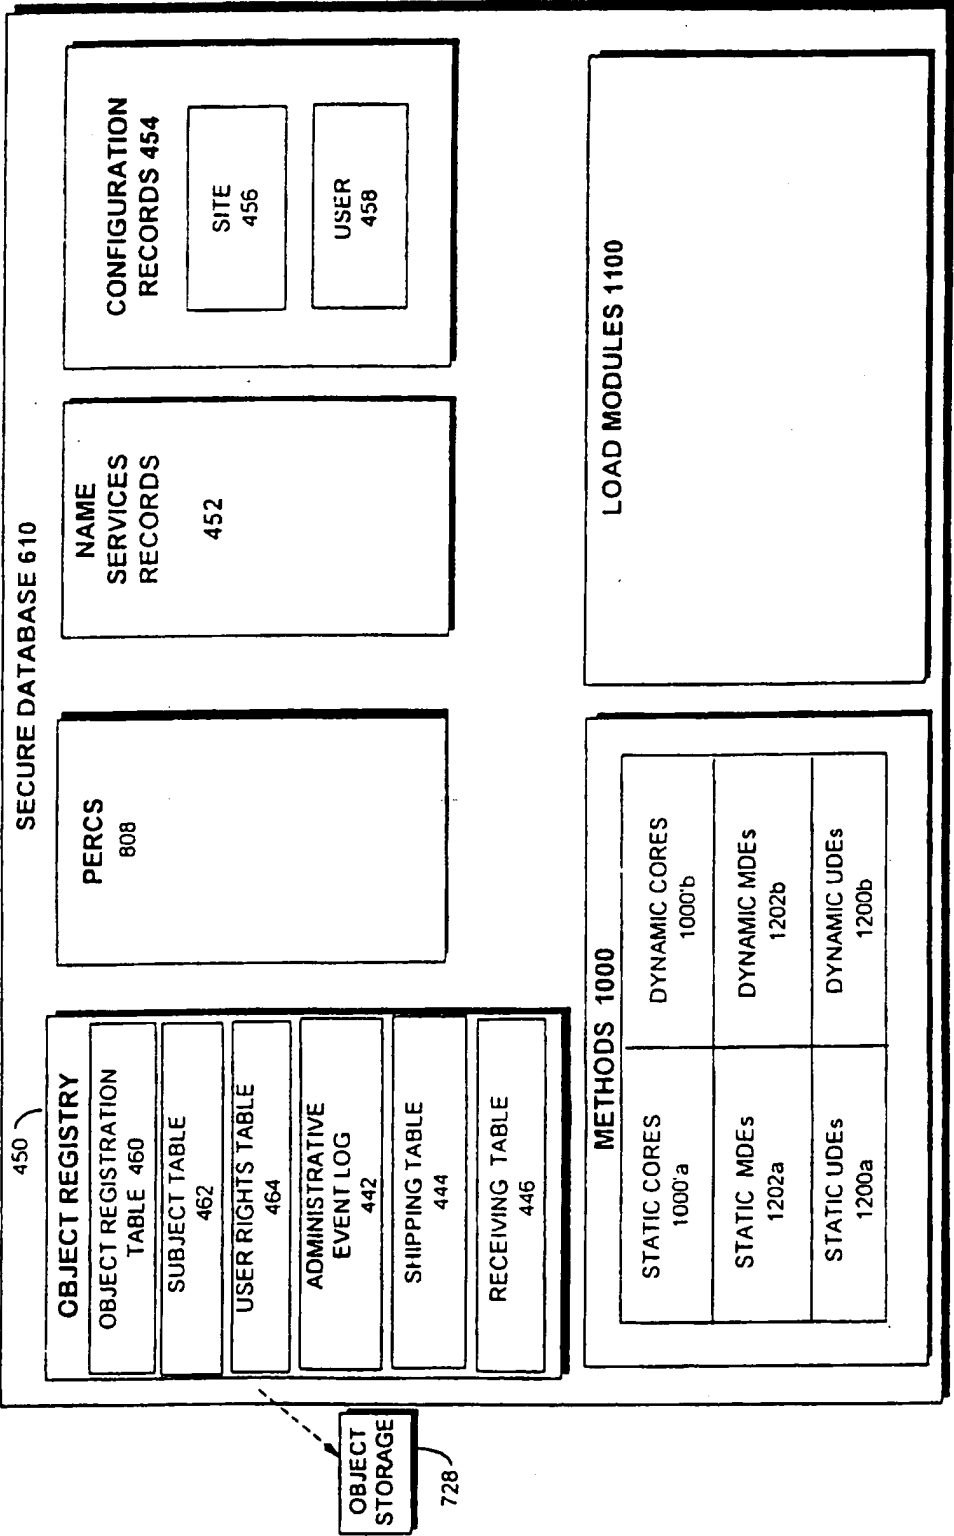 SECURE DATABASE 610
450
OBJECT REGISTRY
OBJECT REGISTRATION
TABLE 460
SUBJECT TABLE
462
USER RIGHTS TABLE
464
ADMINISTRATIVE
EVENT LOG
442
SHIPPING TABLE
444
RECEIVING TABLE
446
OBJECT
STORAGE
728
PERCS
808
NAME
SERVICES
RECORDS
452
CONFIGURATION
RECORDS 454
SITE
456
USER
458
METHODS 1000
STATIC CORES
1000'a
DYNAMIC CORES
1000'b
STATIC MDEs
1202a
DYNAMIC MDEs
1202b
STATIC UDEs
1200a
DYNAMIC UDEs
1200b
LOAD MODULES 1100